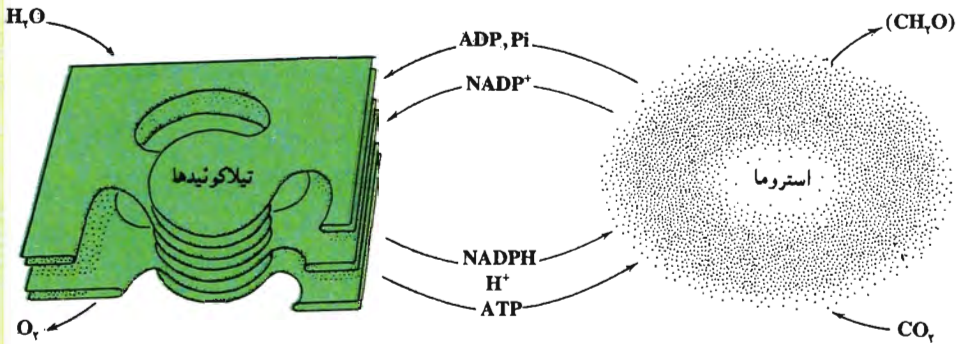 H۲O
(CH۲O)
ADP, Pi
NADP⁺
تیلاکوئیدها
استروما
NADPH
H⁺
ATP
O۲
CO۲